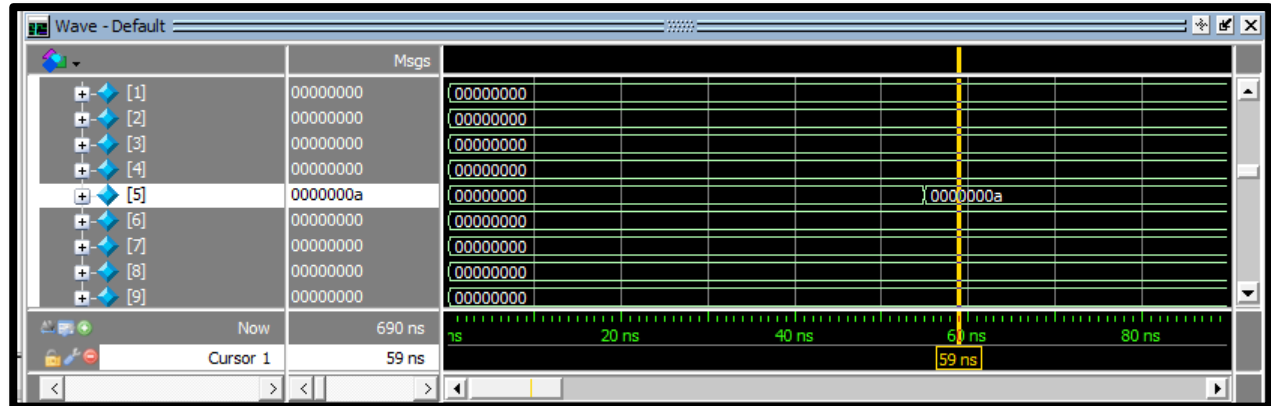 Wave - Default
Msgs
[1] 00000000 00000000
[2] 00000000 00000000
[3] 00000000 00000000
[4] 00000000 00000000
[5] 0000000a 00000000 0000000a
[6] 00000000 00000000
[7] 00000000 00000000
[8] 00000000 00000000
[9] 00000000 00000000
Now 690 ns ns 20 ns 40 ns 60 ns 80 ns
Cursor 1 59 ns 59 ns